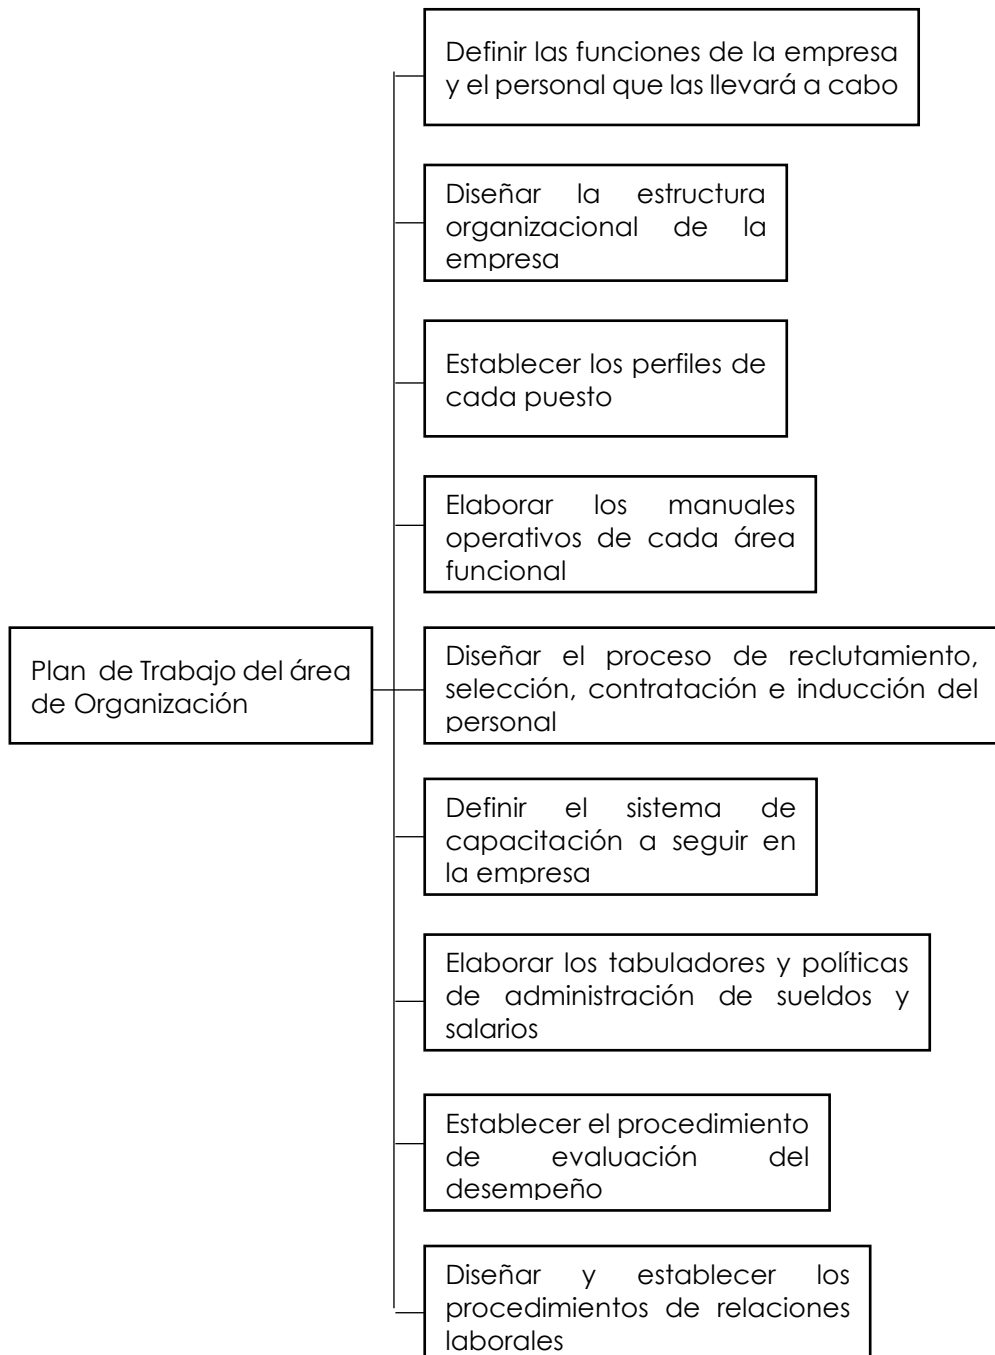 Definir las funciones de la empresa
y el personal que las llevará a cabo
Diseñar la estructura
organizacional de la
empresa
Establecer los perfiles de
cada puesto
Elaborar los manuales
operativos de cada área
funcional
Plan de Trabajo del área
de Organización
Diseñar el proceso de reclutamiento,
selección, contratación e inducción del
personal
Definir el sistema de
capacitación a seguir en
la empresa
Elaborar los tabuladores y políticas
de administración de sueldos y
salarios
Establecer el procedimiento
de evaluación del
desempeño
Diseñar y establecer los
procedimientos de relaciones
laborales